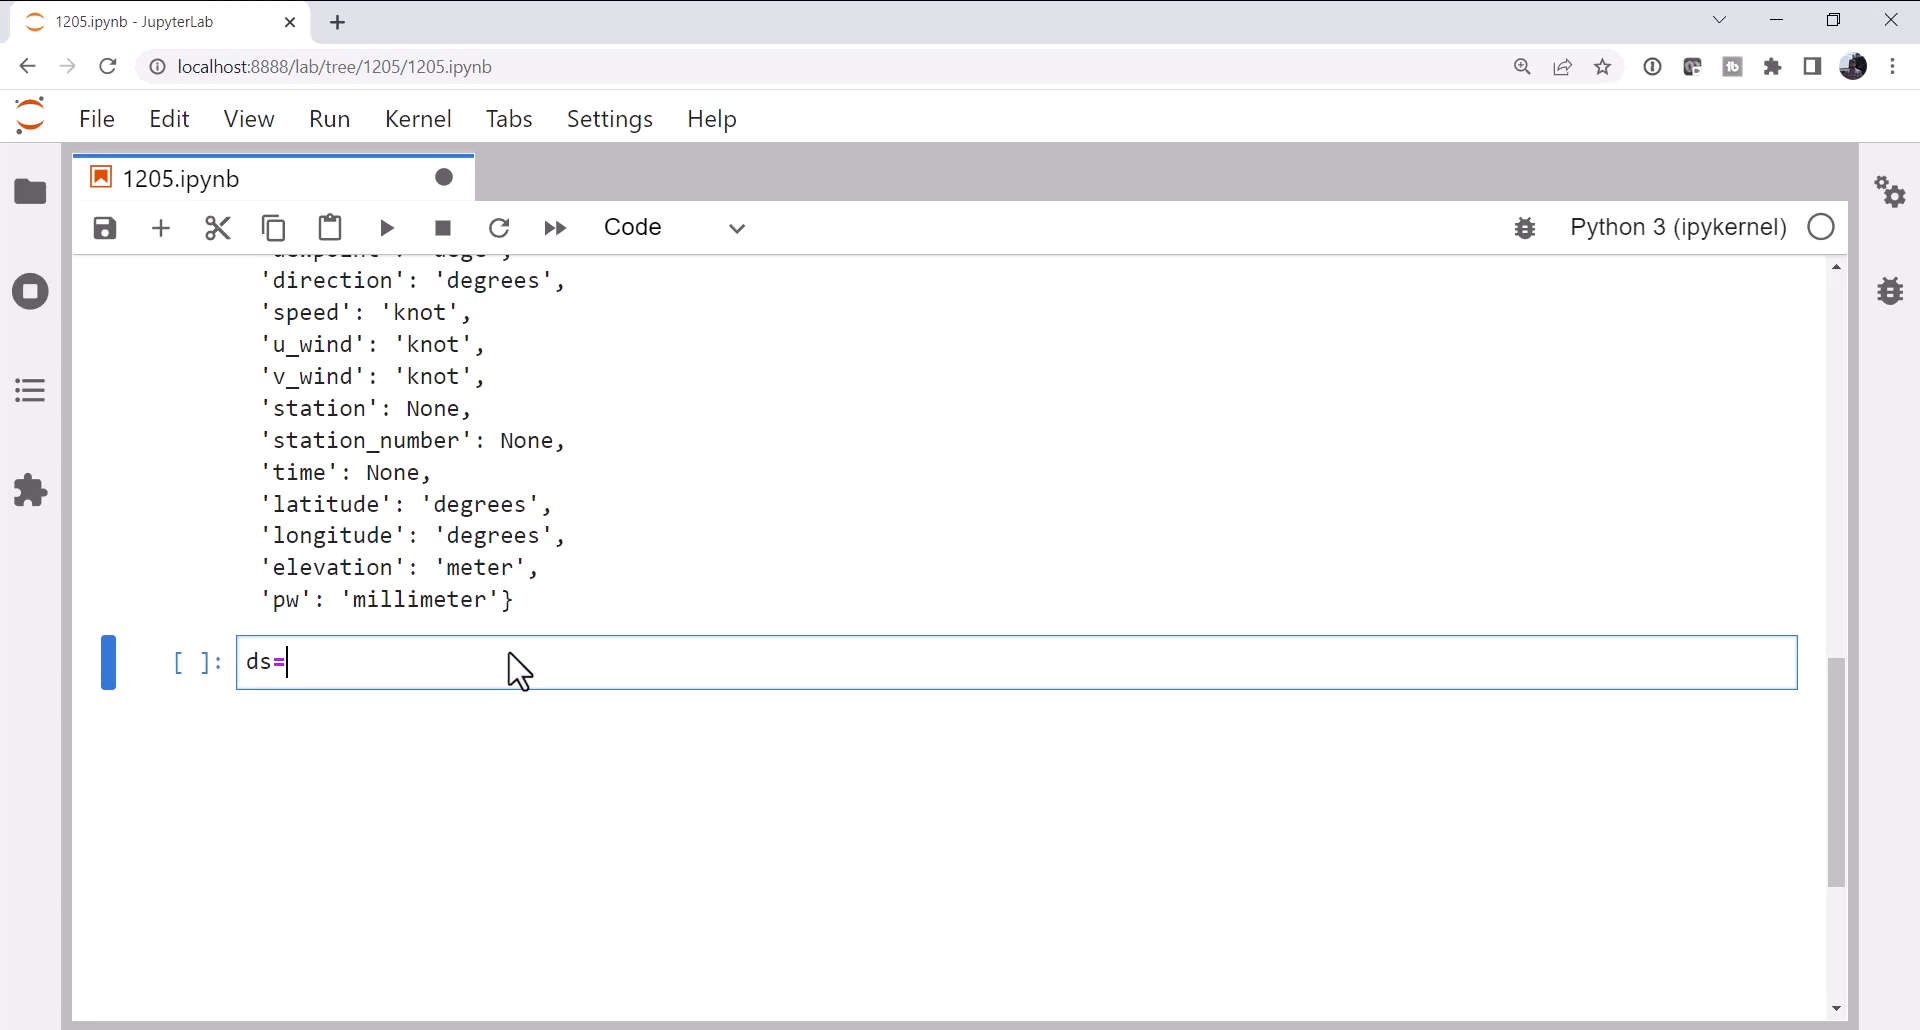 1205.ipynb - JupyterLab
localhost:8888/lab/tree/1205/1205.ipynb
File Edit View Run Kernel Tabs Settings Help
1205.ipynb
Code
Python 3 (ipykernel)
'direction': 'degrees',
'speed': 'knot',
'u_wind': 'knot',
'v_wind': 'knot',
'station': None,
'station_number': None,
'time': None,
'latitude': 'degrees',
'longitude': 'degrees',
'elevation': 'meter',
'pw': 'millimeter'}
[ ]: ds=